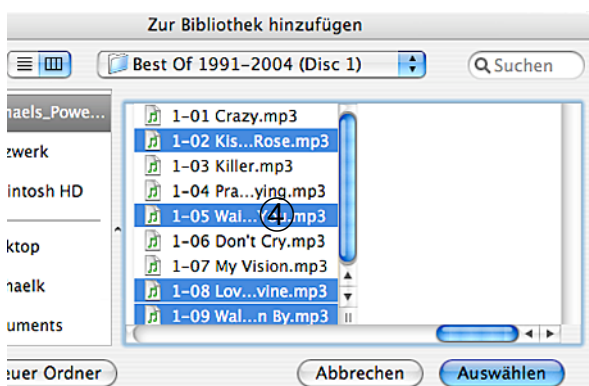 Zur Bibliothek hinzufügen
Best Of 1991–2004 (Disc 1)
Suchen
naels_Powe...
zwerk
intosh HD
ktop
naelk
uments
1–01 Crazy.mp3
1–02 Kis...Rose.mp3
1–03 Killer.mp3
1–04 Pra...ying.mp3
1–05 Wai...You.mp3
④
1–06 Don't Cry.mp3
1–07 My Vision.mp3
1–08 Lov...vine.mp3
1–09 Wal...n By.mp3
euer Ordner
Abbrechen
Auswählen